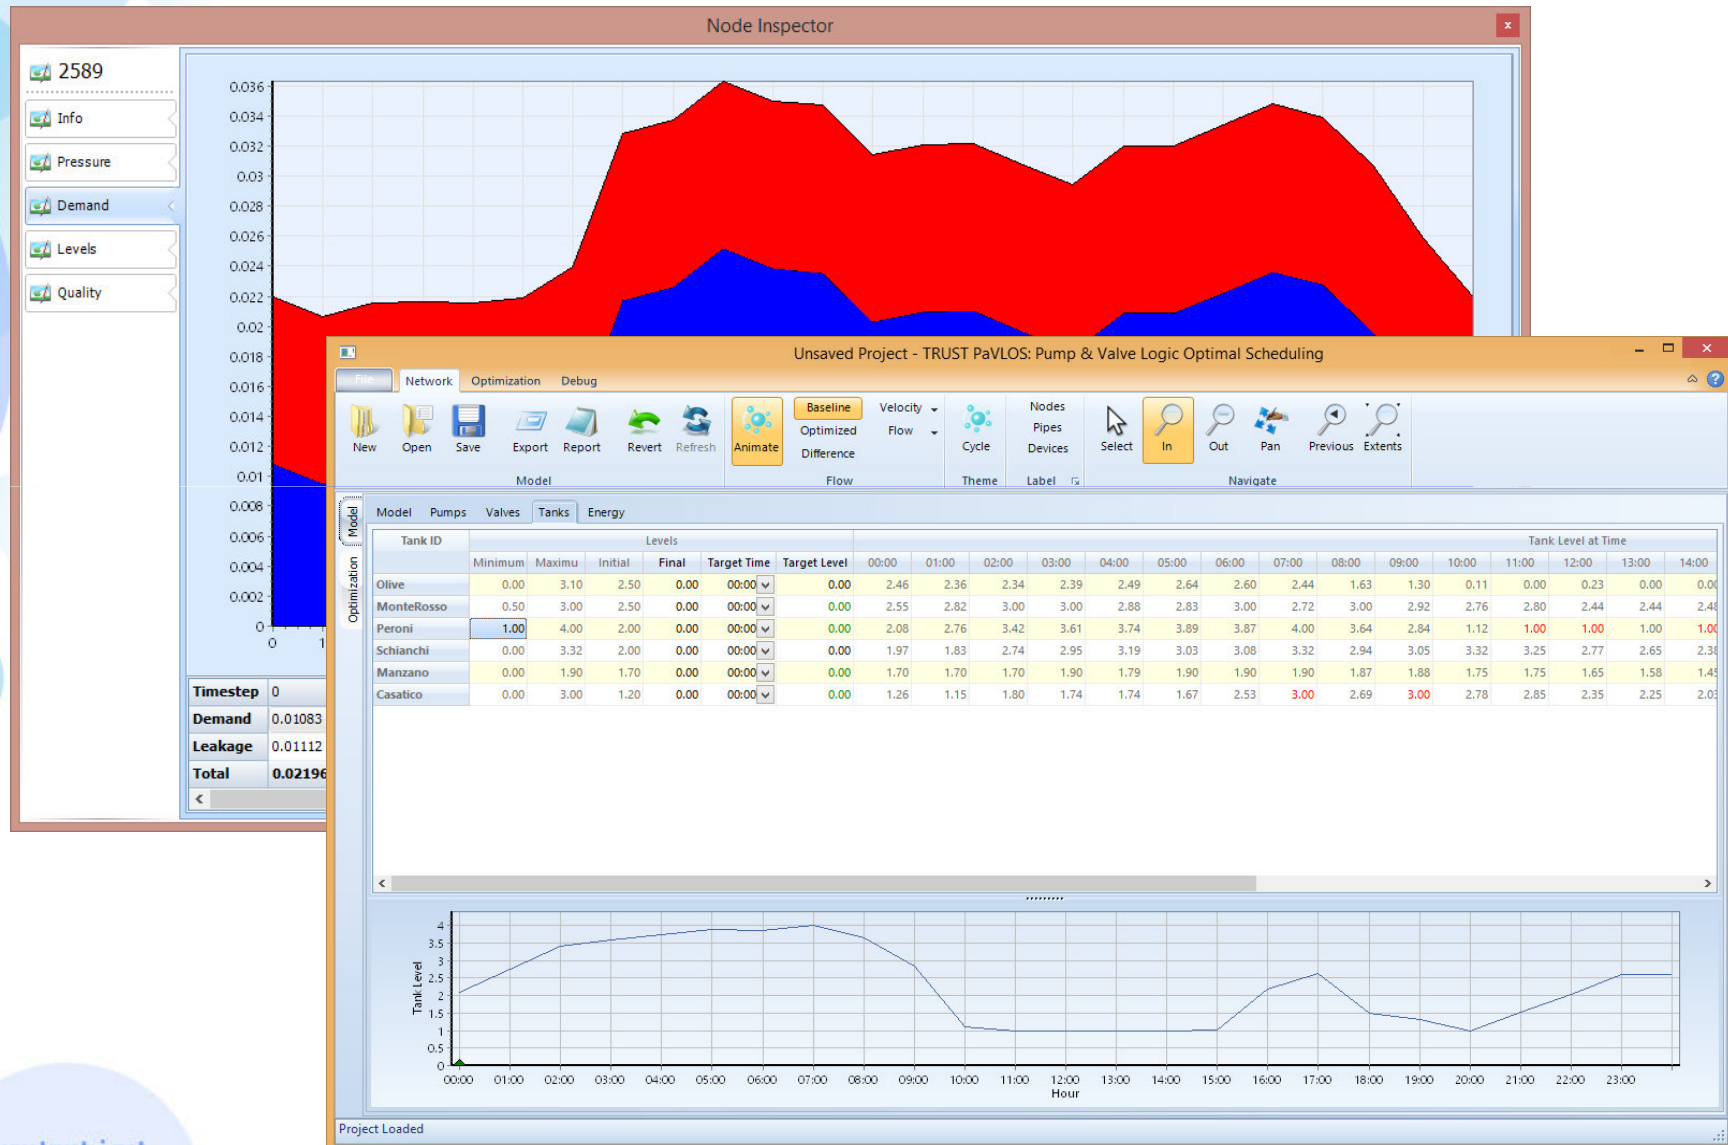 Node Inspector
2589
Info
Pressure
Demand
Levels
Quality
0.036
0.034
0.032
0.03
0.028
0.026
0.024
0.022
0.02
0.018
0.016
0.014
0.012
0.01
0.008
0.006
0.004
0.002
0
0 1
Timestep 0
Demand 0.01083
Leakage 0.01112
Total 0.02196
Unsaved Project - TRUST PaVLOS: Pump & Valve Logic Optimal Scheduling
File Network Optimization Debug
New Open Save Export Report Revert Refresh
Model
Animate Baseline Velocity
Optimized Flow
Difference
Flow
Cycle
Theme
Nodes
Pipes
Devices
Label
Select In Out Pan Previous Extents
Navigate
Model
Optimization
Model Pumps Valves Tanks Energy
Tank ID Levels Tank Level at Time
Minimum Maximu Initial Final Target Time Target Level 00:00 01:00 02:00 03:00 04:00 05:00 06:00 07:00 08:00 09:00 10:00 11:00 12:00 13:00 14:00
Olive 0.00 3.10 2.50 0.00 00:00 0.00 2.46 2.36 2.34 2.39 2.49 2.64 2.60 2.44 1.63 1.30 0.11 0.00 0.23 0.00 0.00
MonteRosso 0.50 3.00 2.50 0.00 00:00 0.00 2.55 2.82 3.00 3.00 2.88 2.83 3.00 2.72 3.00 2.92 2.76 2.80 2.44 2.44 2.48
Peroni 1.00 4.00 2.00 0.00 00:00 0.00 2.08 2.76 3.42 3.61 3.74 3.89 3.87 4.00 3.64 2.84 1.12 1.00 1.00 1.00 1.00
Schianchi 0.00 3.32 2.00 0.00 00:00 0.00 1.97 1.83 2.74 2.95 3.19 3.03 3.08 3.32 2.94 3.05 3.32 3.25 2.77 2.65 2.38
Manzano 0.00 1.90 1.70 0.00 00:00 0.00 1.70 1.70 1.70 1.90 1.79 1.90 1.90 1.90 1.87 1.88 1.75 1.75 1.65 1.58 1.45
Casatico 0.00 3.00 1.20 0.00 00:00 0.00 1.26 1.15 1.80 1.74 1.74 1.67 2.53 3.00 2.69 3.00 2.78 2.85 2.35 2.25 2.03
Tank Level
4
3.5
3
2.5
2
1.5
1
0.5
0
00:00 01:00 02:00 03:00 04:00 05:00 06:00 07:00 08:00 09:00 10:00 11:00 12:00 13:00 14:00 15:00 16:00 17:00 18:00 19:00 20:00 21:00 22:00 23:00
Hour
Project Loaded